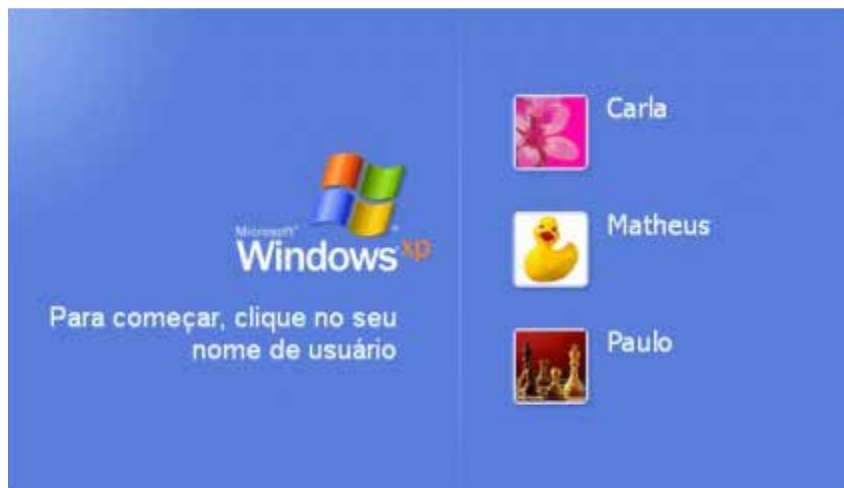 Microsoft®
Windows xp
Para começar, clique no seu
nome de usuário
Carla
Matheus
Paulo